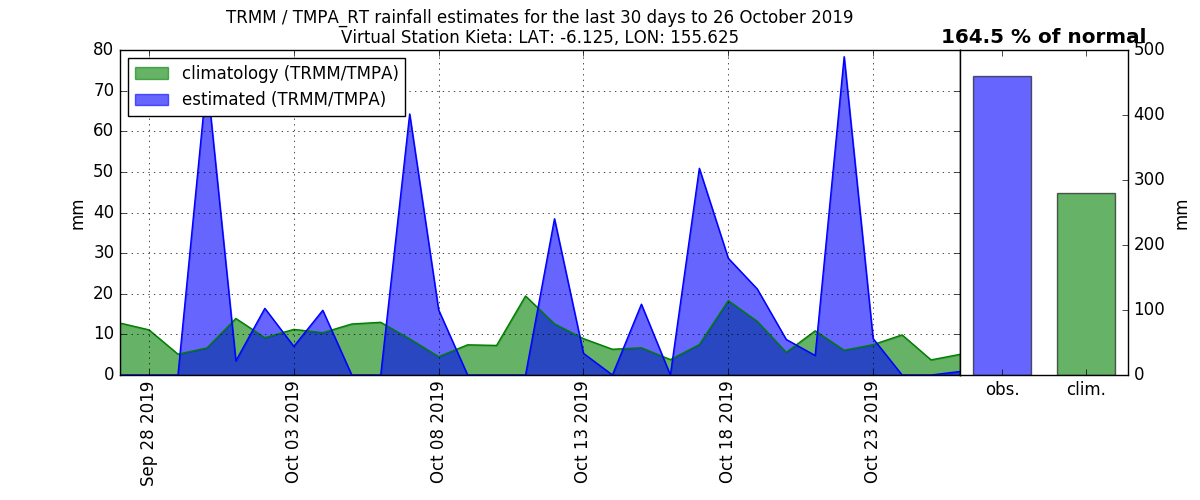 TRMM / TMPA_RT rainfall estimates for the last 30 days to 26 October 2019
Virtual Station Kieta: LAT: -6.125, LON: 155.625
164.5 % of normal
climatology (TRMM/TMPA)
estimated (TRMM/TMPA)
80
70
60
50
40
30
20
10
0
mm
Sep 28 2019
Oct 03 2019
Oct 08 2019
Oct 13 2019
Oct 18 2019
Oct 23 2019
500
400
300
200
100
0
mm
obs.
clim.